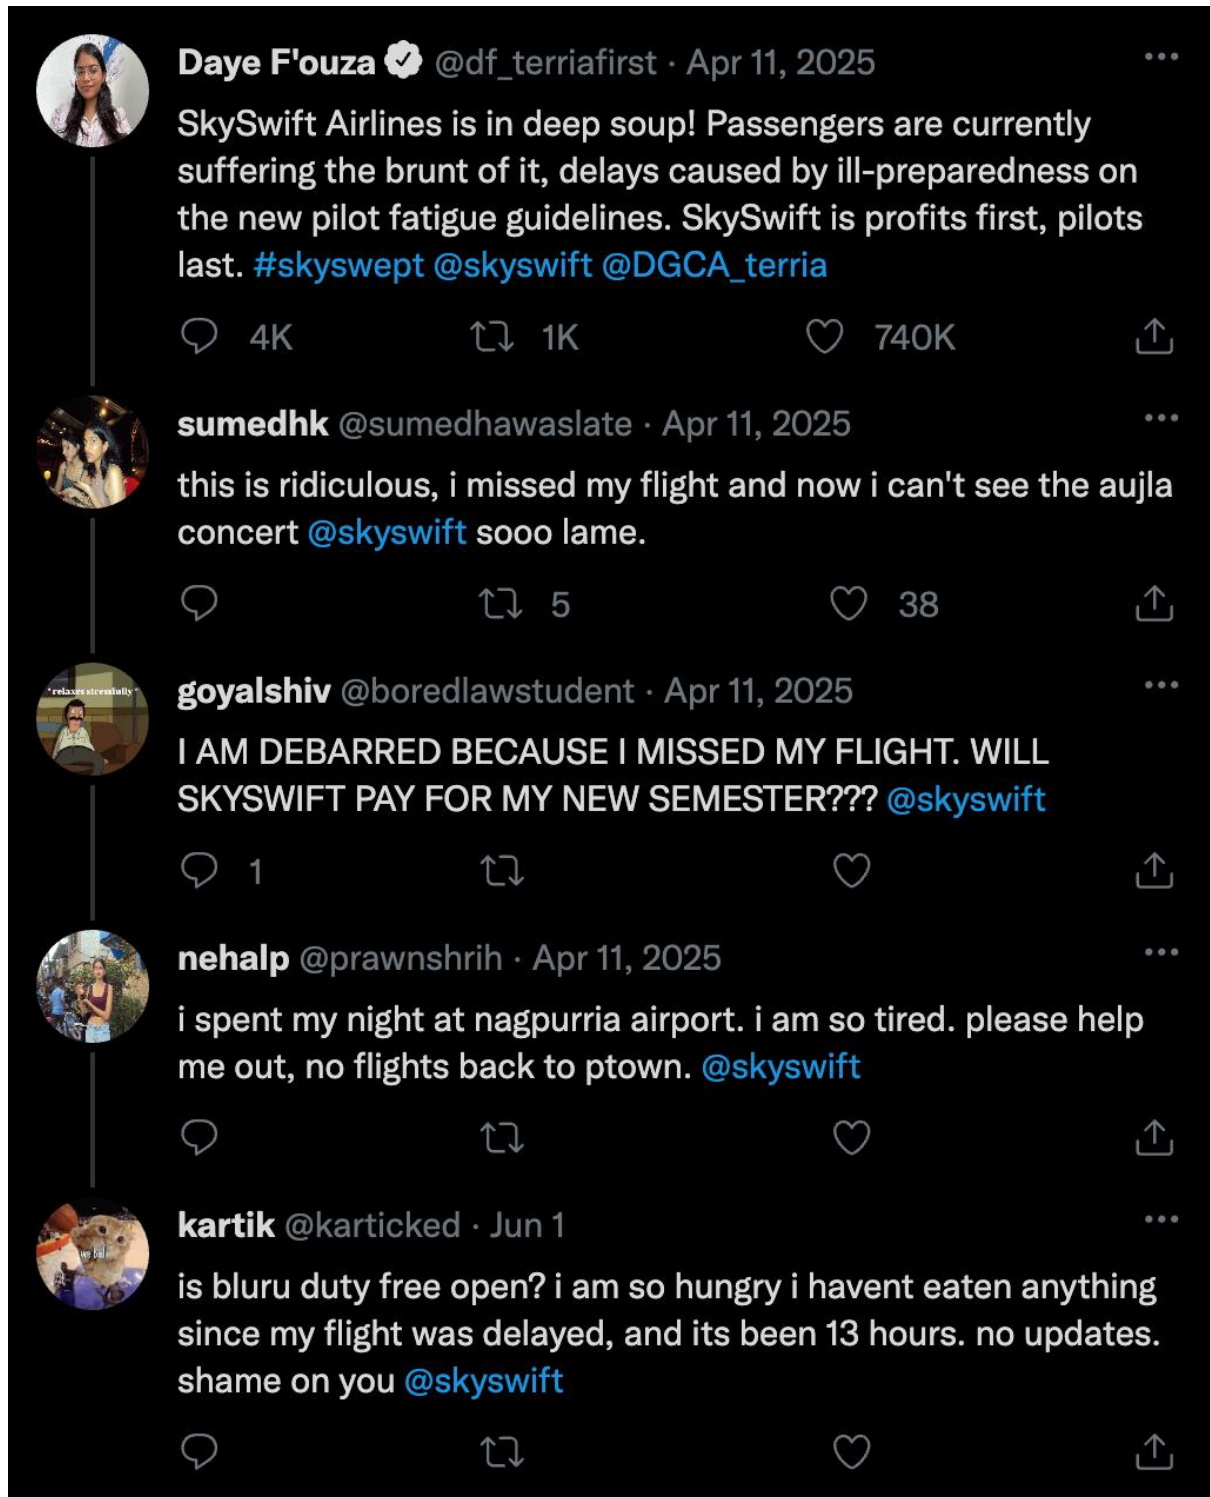 Daye F'ouza @df_terriafirst · Apr 11, 2025
SkySwift Airlines is in deep soup! Passengers are currently
suffering the brunt of it, delays caused by ill-preparedness on
the new pilot fatigue guidelines. SkySwift is profits first, pilots
last. #skyswept @skyswift @DGCA_terria
4K 1K 740K
sumedhk @sumedhawaslate · Apr 11, 2025
this is ridiculous, i missed my flight and now i can't see the aujla
concert @skyswift sooo lame.
5 38
*relaxes stressfully*
goyalshiv @boredlawstudent · Apr 11, 2025
I AM DEBARRED BECAUSE I MISSED MY FLIGHT. WILL
SKYSWIFT PAY FOR MY NEW SEMESTER??? @skyswift
1
nehalp @prawnshrih · Apr 11, 2025
i spent my night at nagpurria airport. i am so tired. please help
me out, no flights back to ptown. @skyswift
kartik @karticked · Jun 1
we ball
is bluru duty free open? i am so hungry i havent eaten anything
since my flight was delayed, and its been 13 hours. no updates.
shame on you @skyswift